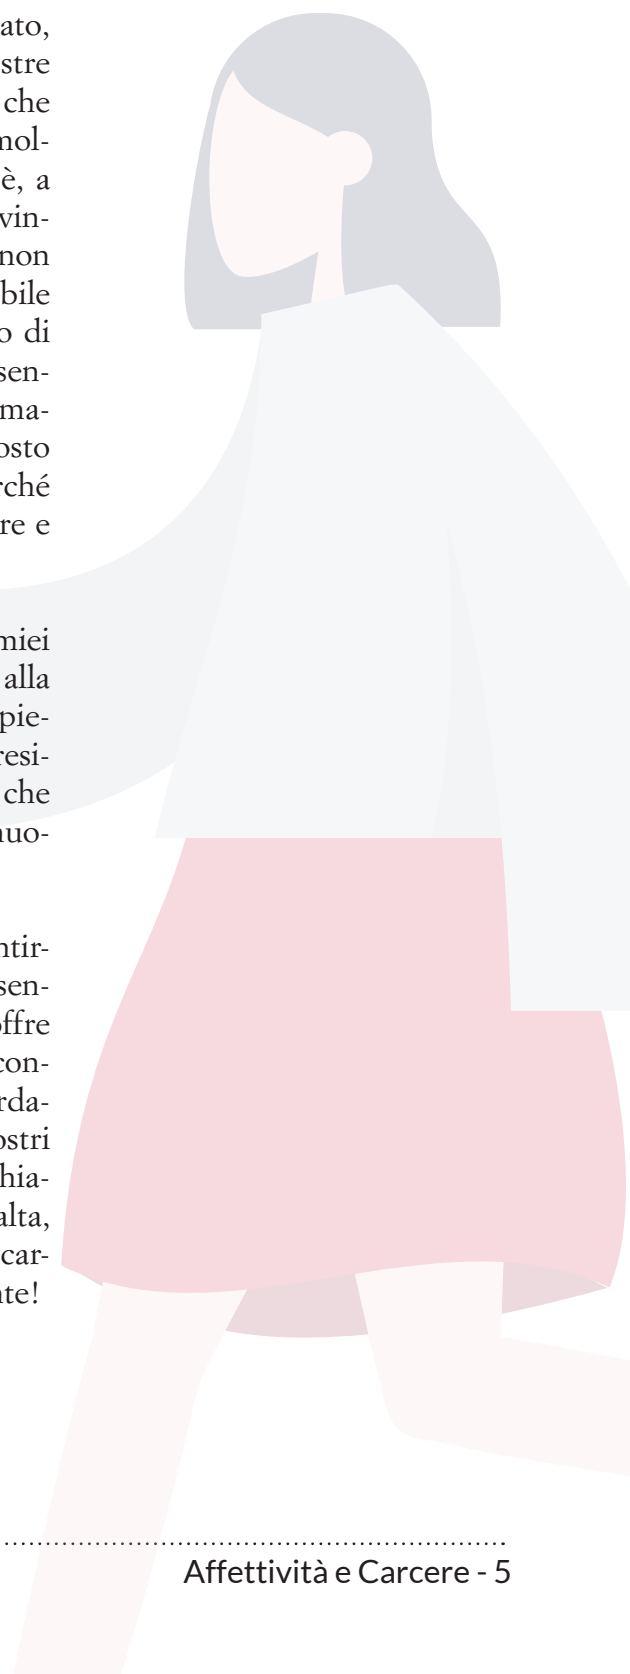 ato,
stre
che
mol-
è, a
vin-
non
bile
o di
sen-
ma-
osto
rché
re e
miei
alla
pie-
resi-
che
nuo-
ntir-
sen-
offre
con-
rda-
ostri
hia-
alta,
car-
nte!
Affettività e Carcere - 5